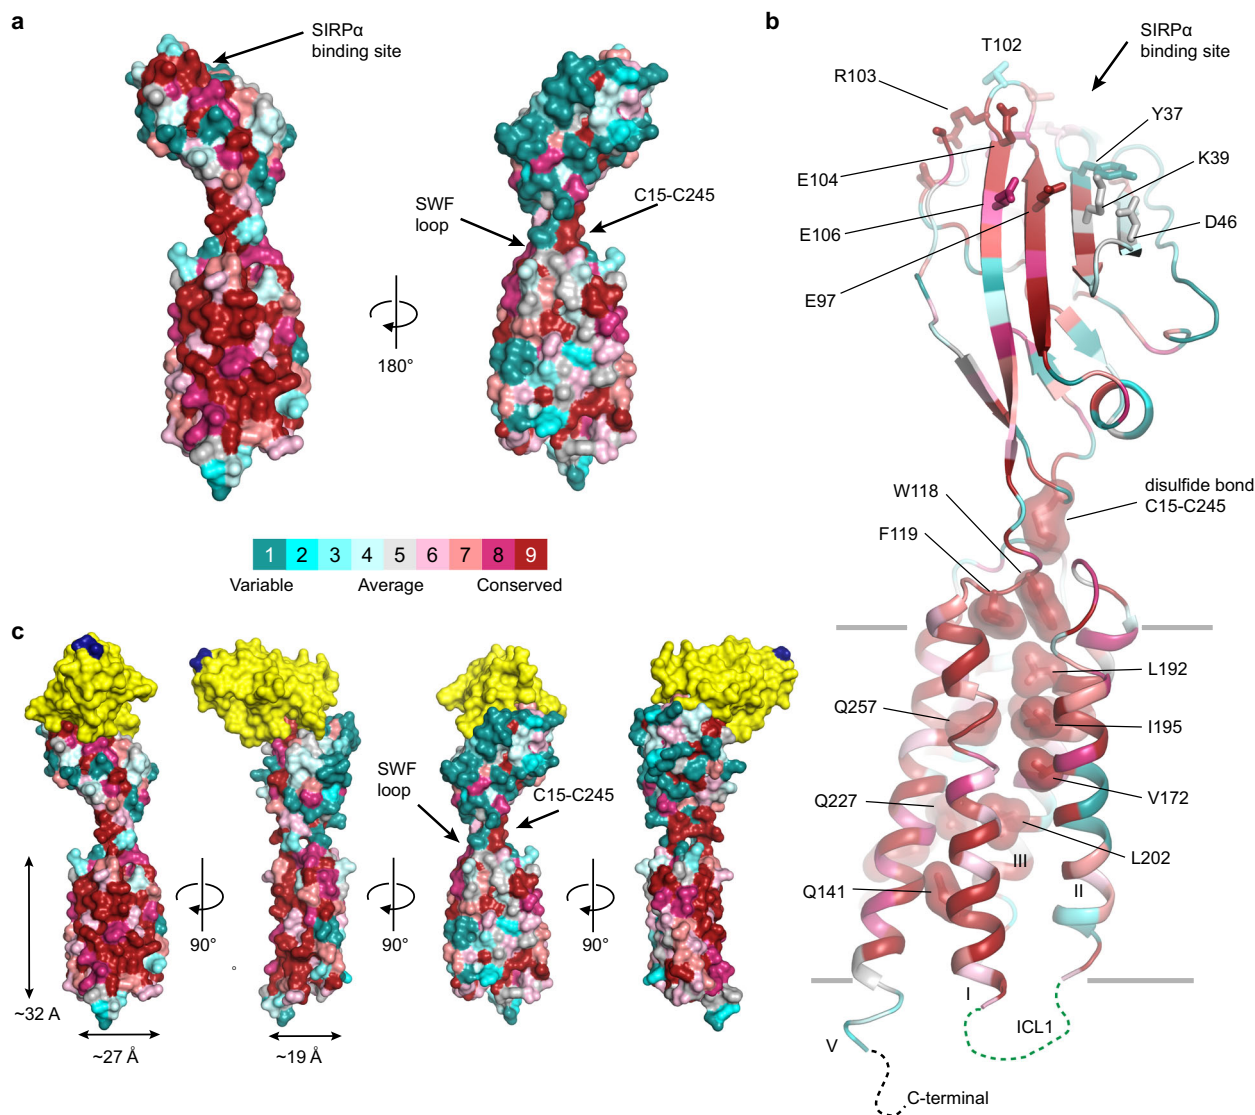 a
SIRPα
binding site
SWF
loop
C15-C245
180°
1 2 3 4 5 6 7 8 9
Variable Average Conserved
b
T102
SIRPα
binding site
R103
Y37
K39
E104
E106
D46
E97
W118
disulfide bond
C15-C245
F119
L192
Q257
I195
Q227
V172
L202
Q141
III
II
I
ICL1
V
C-terminal
c
SWF
loop
C15-C245
90°
90°
90°
°
~32 A
~27 Å
~19 Å